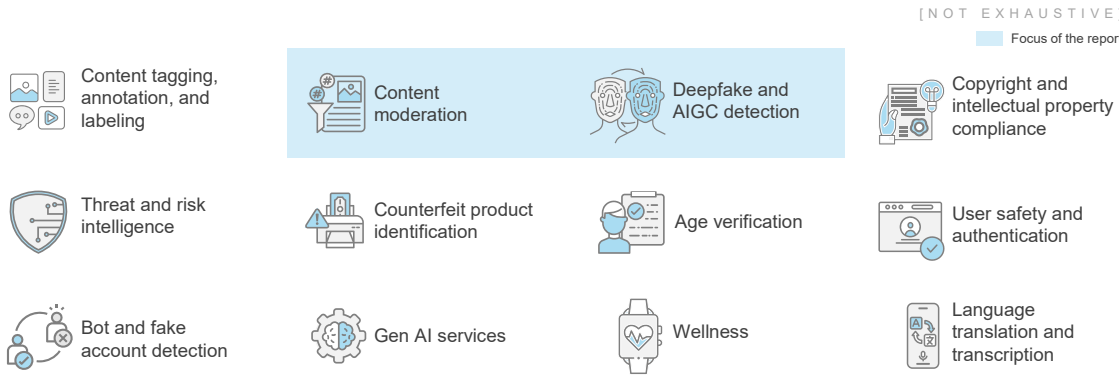 [NOT EXHAUSTIVE]
Focus of the repor
Content tagging,
annotation, and
labeling
Content
moderation
Deepfake and
AIGC detection
Copyright and
intellectual property
compliance
Threat and risk
intelligence
Counterfeit product
identification
Age verification
User safety and
authentication
Bot and fake
account detection
Gen AI services
Wellness
Language
translation and
transcription